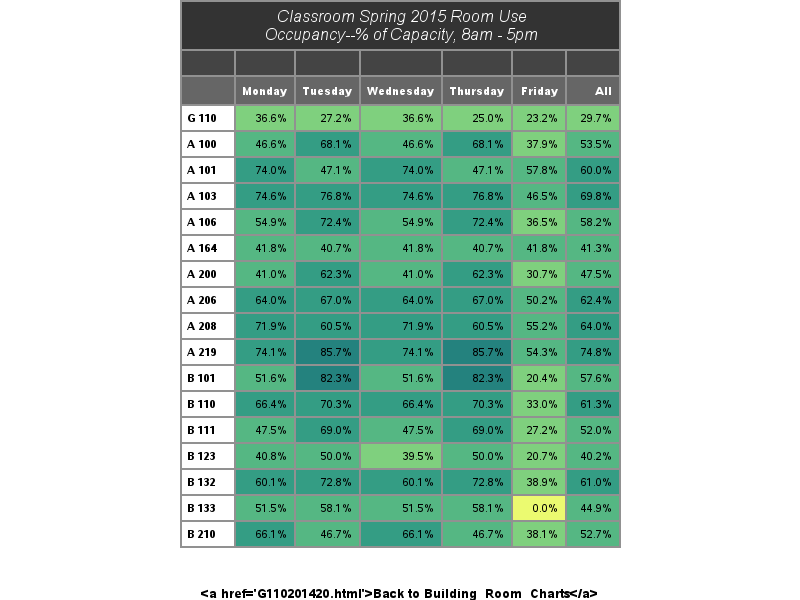 Classroom Spring 2015 Room Use
Occupancy--% of Capacity, 8am - 5pm
Monday Tuesday Wednesday Thursday Friday All
G 110 36.6% 27.2% 36.6% 25.0% 23.2% 29.7%
A 100 46.6% 68.1% 46.6% 68.1% 37.9% 53.5%
A 101 74.0% 47.1% 74.0% 47.1% 57.8% 60.0%
A 103 74.6% 76.8% 74.6% 76.8% 46.5% 69.8%
A 106 54.9% 72.4% 54.9% 72.4% 36.5% 58.2%
A 164 41.8% 40.7% 41.8% 40.7% 41.8% 41.3%
A 200 41.0% 62.3% 41.0% 62.3% 30.7% 47.5%
A 206 64.0% 67.0% 64.0% 67.0% 50.2% 62.4%
A 208 71.9% 60.5% 71.9% 60.5% 55.2% 64.0%
A 219 74.1% 85.7% 74.1% 85.7% 54.3% 74.8%
B 101 51.6% 82.3% 51.6% 82.3% 20.4% 57.6%
B 110 66.4% 70.3% 66.4% 70.3% 33.0% 61.3%
B 111 47.5% 69.0% 47.5% 69.0% 27.2% 52.0%
B 123 40.8% 50.0% 39.5% 50.0% 20.7% 40.2%
B 132 60.1% 72.8% 60.1% 72.8% 38.9% 61.0%
B 133 51.5% 58.1% 51.5% 58.1% 0.0% 44.9%
B 210 66.1% 46.7% 66.1% 46.7% 38.1% 52.7%
<a href='G110201420.html'>Back to Building_Room_Charts</a>